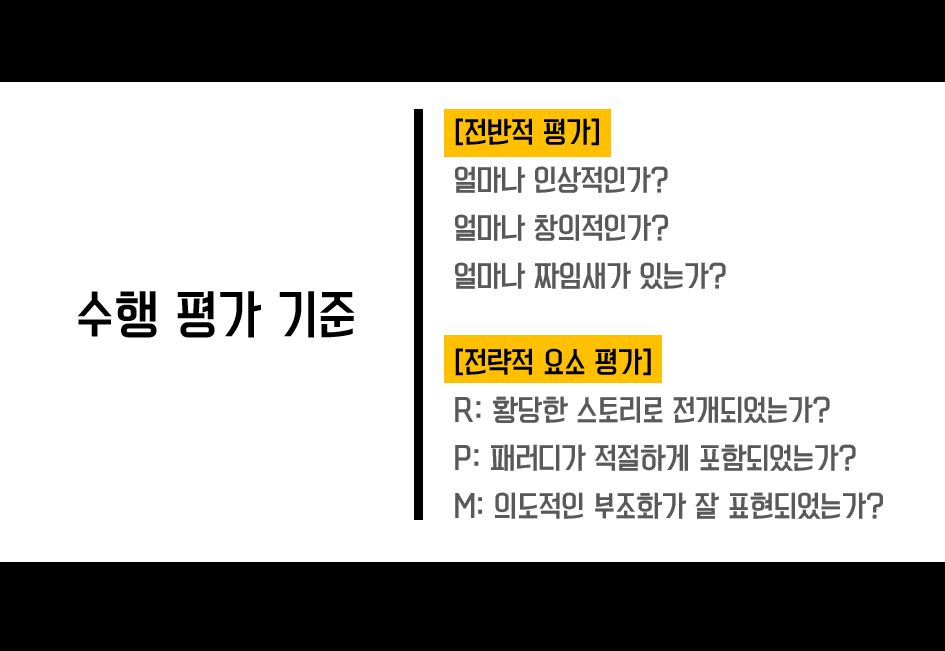 수행 평가 기준
[전반적 평가]
얼마나 인상적인가?
얼마나 창의적인가?
얼마나 짜임새가 있는가?
[전략적 요소 평가]
R: 황당한 스토리로 전개되었는가?
P: 패러디가 적절하게 포함되었는가?
M: 의도적인 부조화가 잘 표현되었는가?